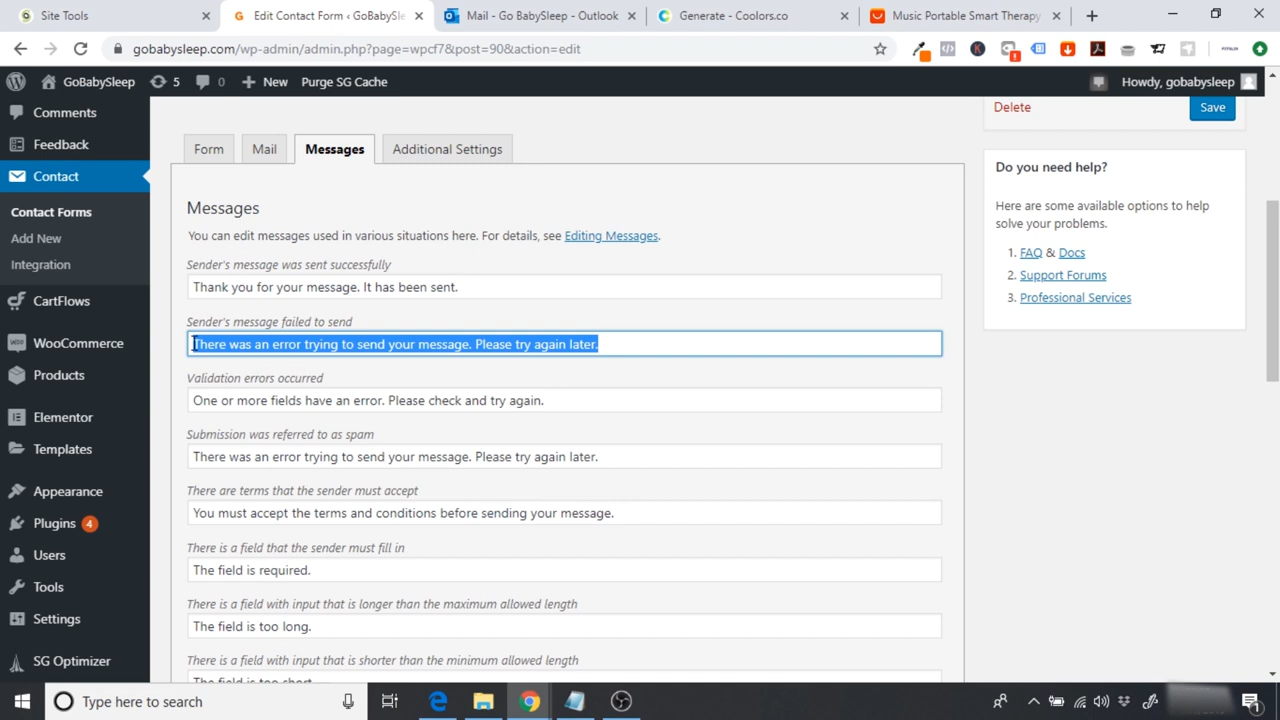 Site Tools
Edit Contact Form ‹ GoBabySle
Mail - Go BabySleep - Outlook
Generate - Coolors.co
Music Portable Smart Therapy
gobabysleep.com/wp-admin/admin.php?page=wpcf7&post=90&action=edit
GoBabySleep
5
0
New
Purge SG Cache
Howdy, gobabysleep
Comments
Feedback
Contact
Contact Forms
Add New
Integration
CartFlows
WooCommerce
Products
Elementor
Templates
Appearance
Plugins 4
Users
Tools
Settings
SG Optimizer
Form
Mail
Messages
Additional Settings
Messages
You can edit messages used in various situations here. For details, see Editing Messages.
Sender's message was sent successfully
Thank you for your message. It has been sent.
Sender's message failed to send
There was an error trying to send your message. Please try again later.
Validation errors occurred
One or more fields have an error. Please check and try again.
Submission was referred to as spam
There was an error trying to send your message. Please try again later.
There are terms that the sender must accept
You must accept the terms and conditions before sending your message.
There is a field that the sender must fill in
The field is required.
There is a field with input that is longer than the maximum allowed length
The field is too long.
There is a field with input that is shorter than the minimum allowed length
The field is too short.
Delete
Save
Do you need help?
Here are some available options to help
solve your problems.
1. FAQ & Docs
2. Support Forums
3. Professional Services
Type here to search